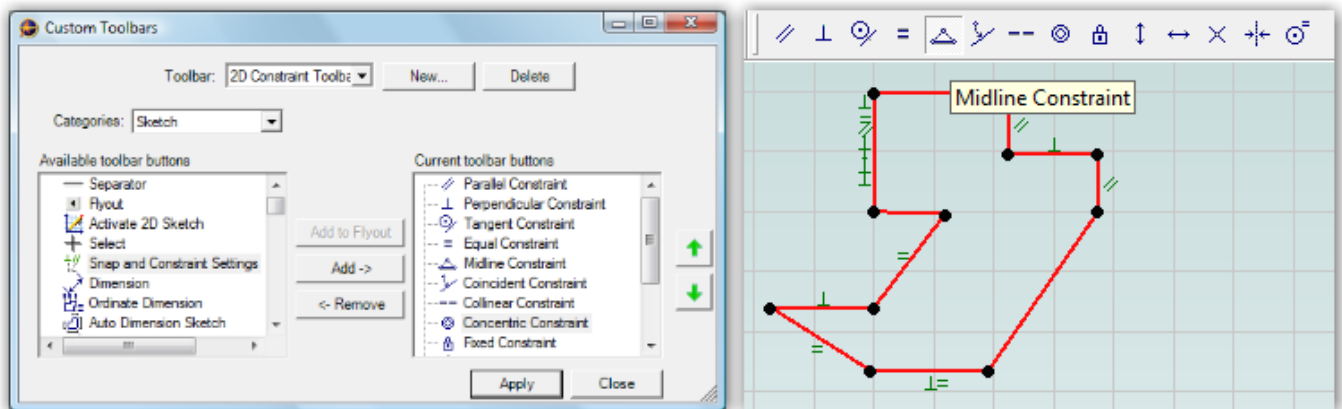 Custom Toolbars
Toolbar: 2D Constraint Toolba New... Delete
Categories: Sketch
Available toolbar buttons
Separator
Flyout
Activate 2D Sketch
Select
Snap and Constraint Settings
Dimension
Ordinate Dimension
Auto Dimension Sketch
Add to Flyout
Add ->
<- Remove
Current toolbar buttons
Parallel Constraint
Perpendicular Constraint
Tangent Constraint
Equal Constraint
Midline Constraint
Coincident Constraint
Collinear Constraint
Concentric Constraint
Fixed Constraint
Apply Close
Midline Constraint